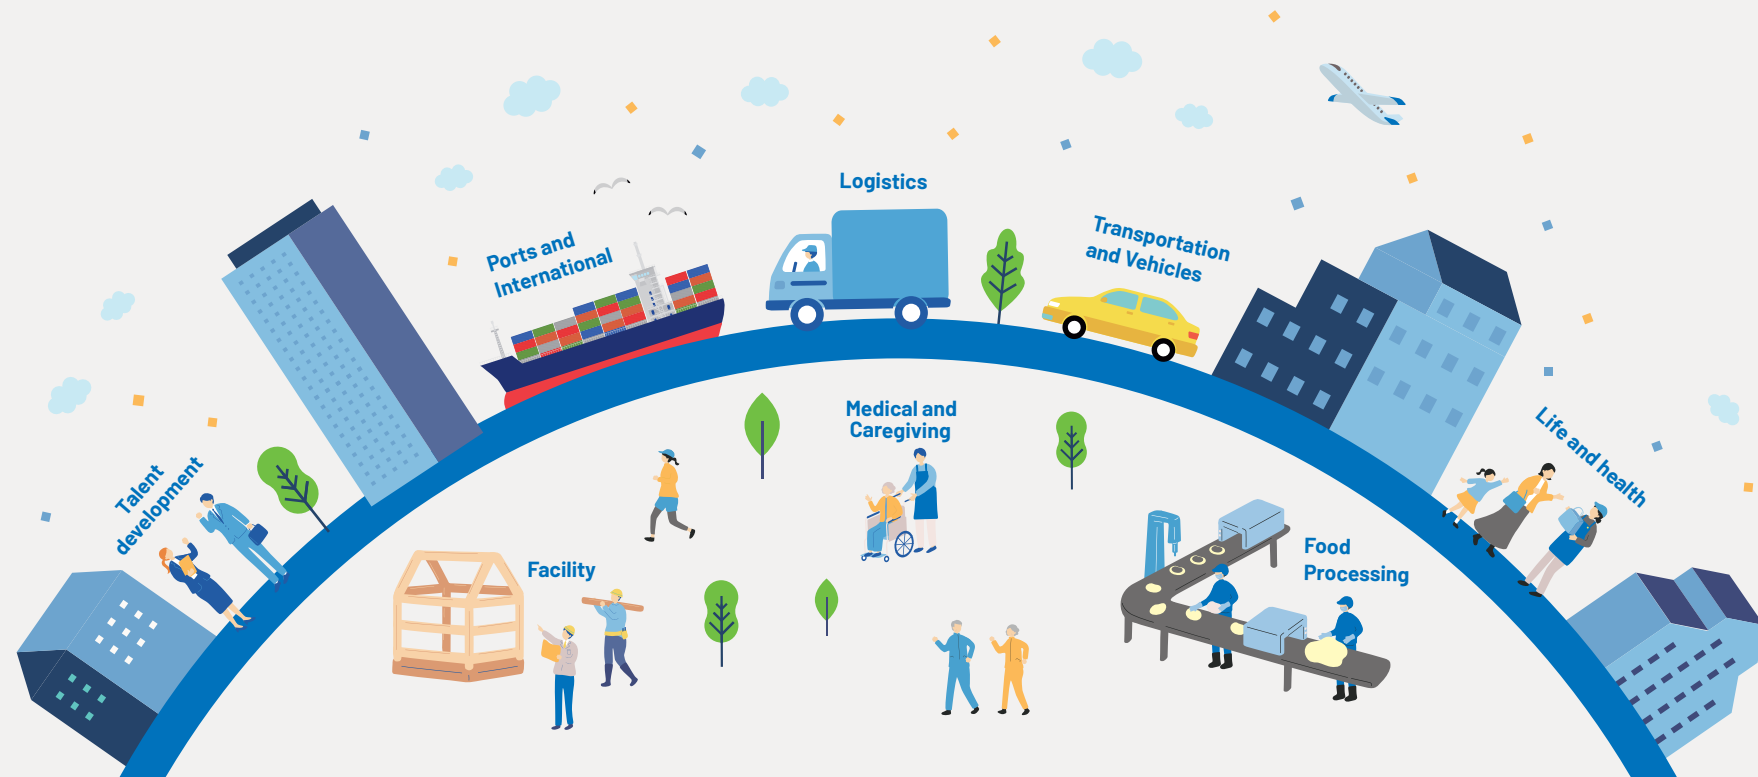 Logistics
Ports and
International
Transportation
and Vehicles
Medical and
Caregiving
Talent
development
Life and health
Facility
Food
Processing